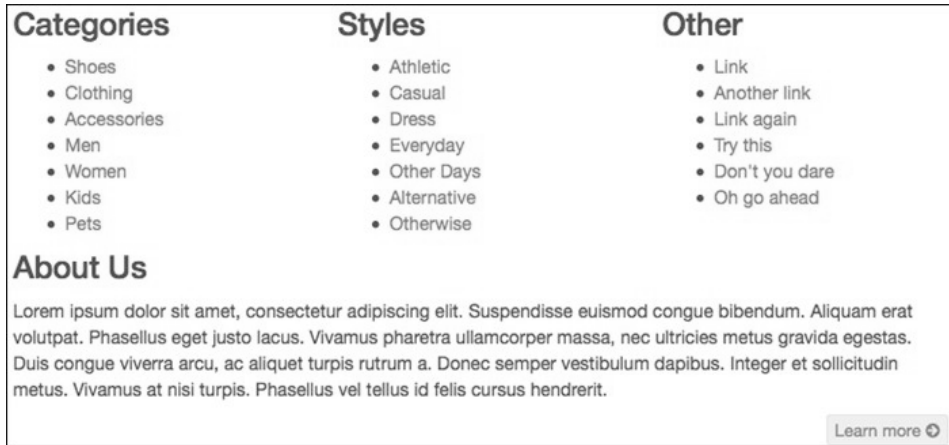 Categories
Shoes
Clothing
Accessories
Men
Women
Kids
Pets
Styles
Athletic
Casual
Dress
Everyday
Other Days
Alternative
Otherwise
Other
Link
Another link
Link again
Try this
Don't you dare
Oh go ahead
About Us
Lorem ipsum dolor sit amet, consectetur adipiscing elit. Suspendisse euismod congue bibendum. Aliquam erat
volutpat. Phasellus eget justo lacus. Vivamus pharetra ullamcorper massa, nec ultricies metus gravida egestas.
Duis congue viverra arcu, ac aliquet turpis rutrum a. Donec semper vestibulum dapibus. Integer et sollicitudin
metus. Vivamus at nisi turpis. Phasellus vel tellus id felis cursus hendrerit.
Learn more